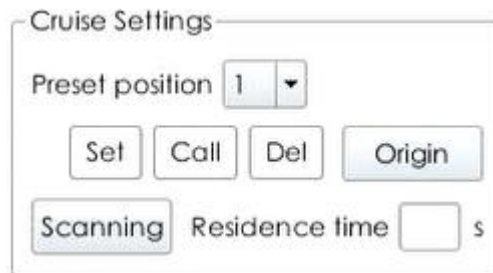 Cruise Settings
Preset position 1
Set Call Del Origin
Scanning Residence time s